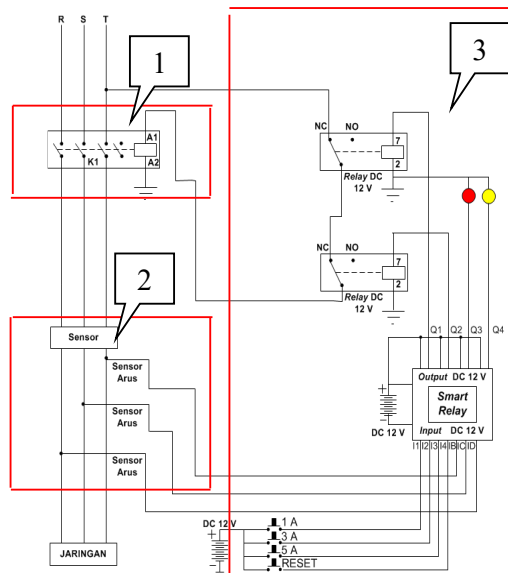 R S T
1
3
A1
K1
A2
NC NO
7
2
Relay DC
12 V
NC NO
7
2
Relay DC
12 V
2
Sensor
Sensor
Arus
Sensor
Arus
Sensor
Arus
Q1 Q2 Q3 Q4
+
-
DC 12 V
Output DC 12 V
Smart
Relay
Input DC 12 V
I1 I2 I3 I4 IB IC ID
DC 12 V
+
-
1 A
3 A
5 A
RESET
JARINGAN